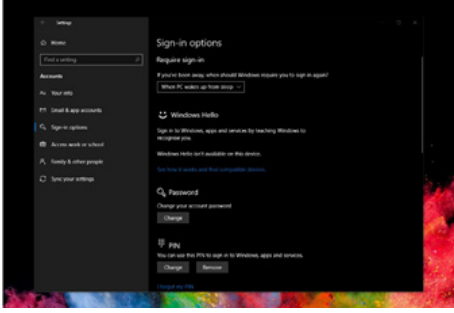 Settings
Home
Find a setting
Accounts
Your info
Email & app accounts
Sign-in options
Access work or school
Family & other people
Sync your settings
Sign-in options
Require sign-in
If you've been away, when should Windows require you to sign in again?
When PC wakes up from sleep
Windows Hello
Sign in to Windows, apps and services by teaching Windows to
recognise you.
Windows Hello isn't available on this device.
See how it works and find compatible devices.
Password
Change your account password
Change
PIN
You can use this PIN to sign in to Windows, apps and services.
Change Remove
I forgot my PIN